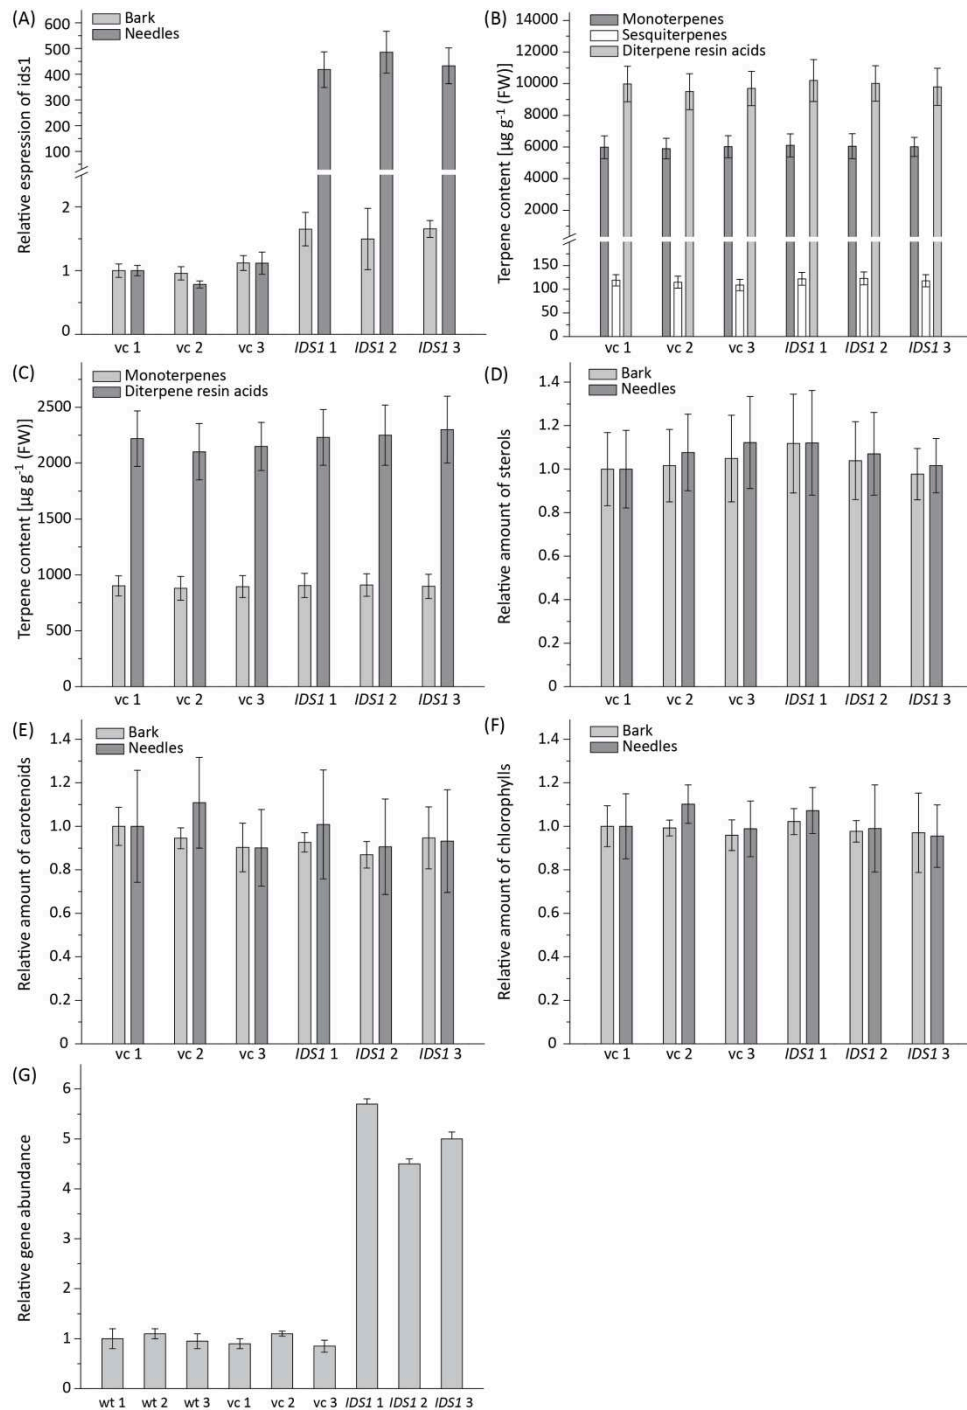 (A)
Bark
Needles
Relative espression of ids1
600
500
450
400
350
300
250
200
150
100
2
1
0
vc 1 vc 2 vc 3 IDS1 1 IDS1 2 IDS1 3
(B)
Monoterpenes
Sesquiterpenes
Diterpene resin acids
Terpene content [µg g-1 (FW)]
14000
12000
10000
8000
6000
4000
2000
150
100
50
0
vc 1 vc 2 vc 3 IDS1 1 IDS1 2 IDS1 3
(C)
Monoterpenes
Diterpene resin acids
Terpene content [µg g-1 (FW)]
2500
2000
1500
1000
500
0
vc 1 vc 2 vc 3 IDS1 1 IDS1 2 IDS1 3
(D)
Bark
Needles
Relative amount of sterols
1.4
1.2
1.0
0.8
0.6
0.4
0.2
0
vc 1 vc 2 vc 3 IDS1 1 IDS1 2 IDS1 3
(E)
Bark
Needles
Relative amount of carotenoids
1.4
1.2
1.0
0.8
0.6
0.4
0.2
0
vc 1 vc 2 vc 3 IDS1 1 IDS1 2 IDS1 3
(F)
Bark
Needles
Relative amount of chlorophylls
1.4
1.2
1.0
0.8
0.6
0.4
0.2
0
vc 1 vc 2 vc 3 IDS1 1 IDS1 2 IDS1 3
(G)
Relative gene abundance
6
5
4
3
2
1
0
wt 1 wt 2 wt 3 vc 1 vc 2 vc 3 IDS1 1 IDS1 2 IDS1 3